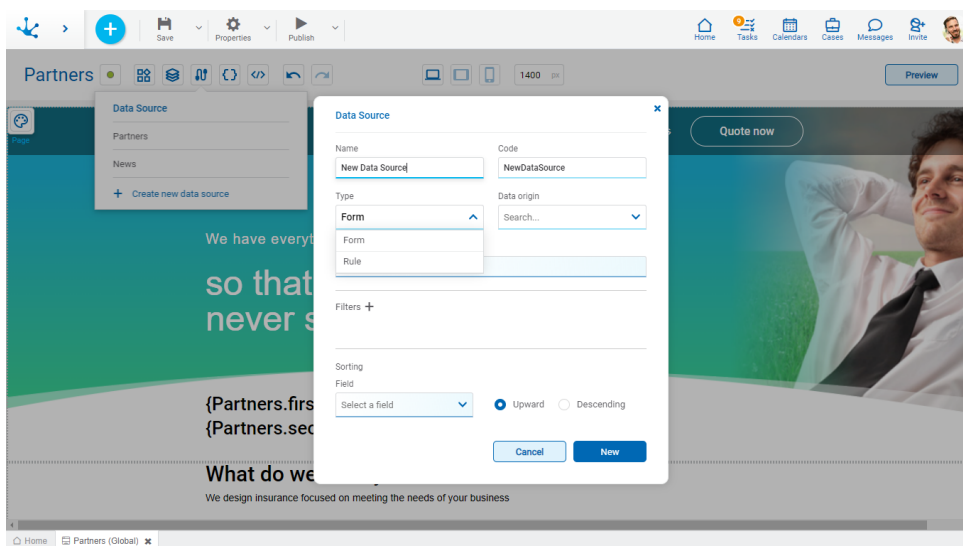 Save
Properties
Publish
Home
9
Tasks
Calendars
Cases
Messages
Invite
Partners
1400 px
Preview
Page
Data Source
Partners
News
+ Create new data source
Quote now
Data Source
Name
Code
New Data Source
NewDataSource
Type
Data origin
Form
Search...
Form
Rule
Filters +
Sorting
Field
Select a field
Upward
Descending
Cancel
New
We have everyt
so that
never s
{Partners.firs
{Partners.sec
What do we
We design insurance focused on meeting the needs of your business
Home
Partners (Global)